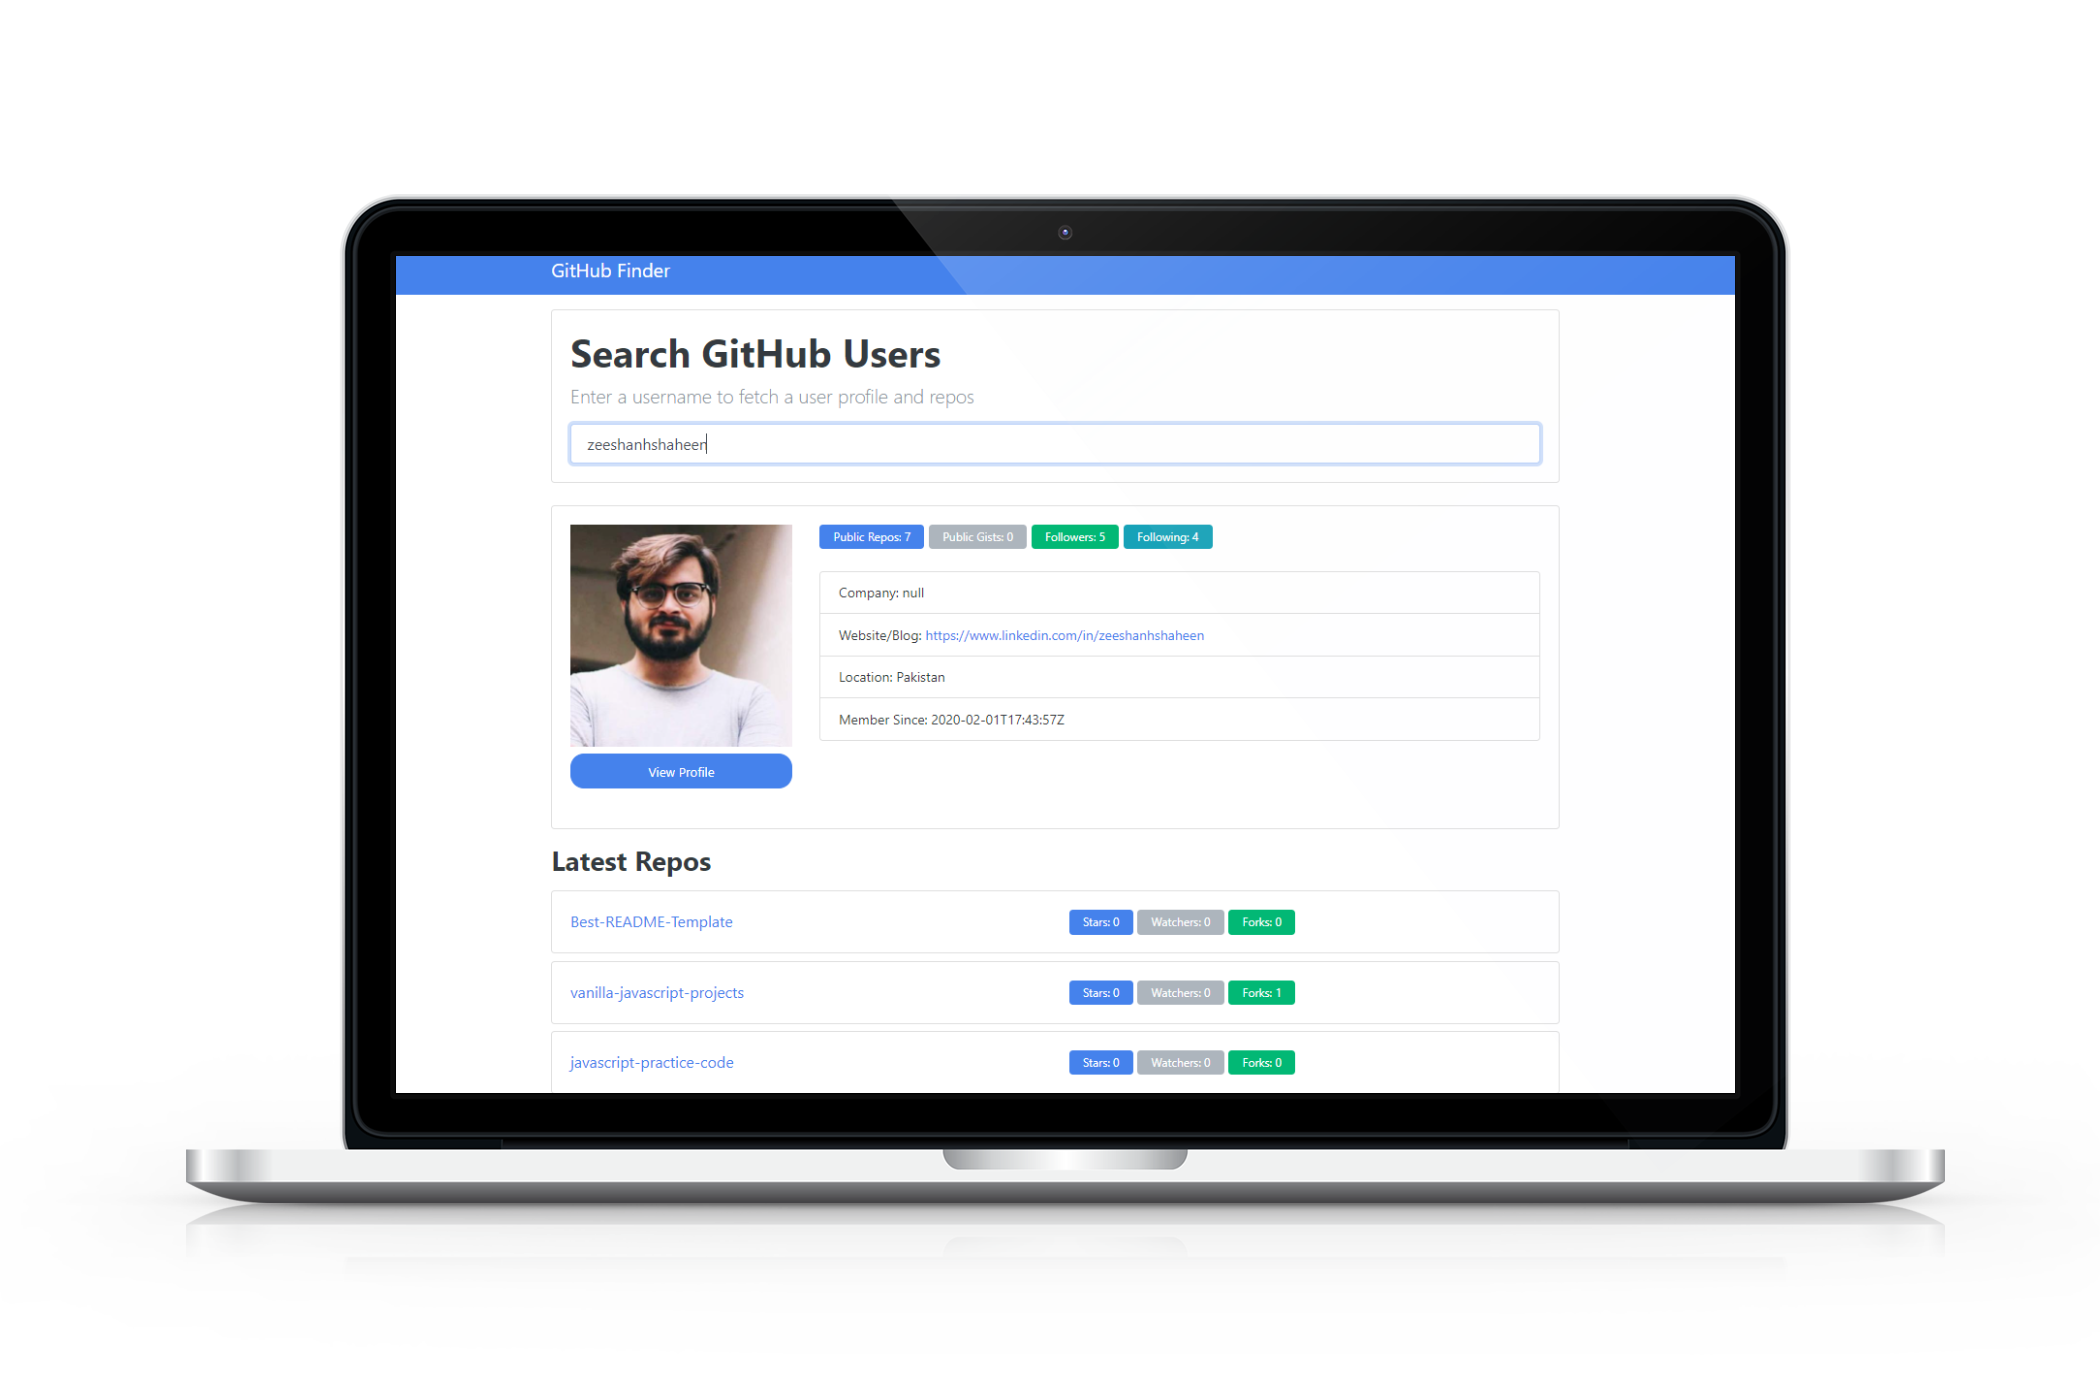 GitHub Finder
Search GitHub Users
Enter a username to fetch a user profile and repos
zeeshanhshaheen
Public Repos: 7 Public Gists: 0 Followers: 5 Following: 4
Company: null
Website/Blog: https://www.linkedin.com/in/zeeshanhshaheen
Location: Pakistan
Member Since: 2020-02-01T17:43:57Z
View Profile
Latest Repos
Best-README-Template Stars: 0 Watchers: 0 Forks: 0
vanilla-javascript-projects Stars: 0 Watchers: 0 Forks: 1
javascript-practice-code Stars: 0 Watchers: 0 Forks: 0